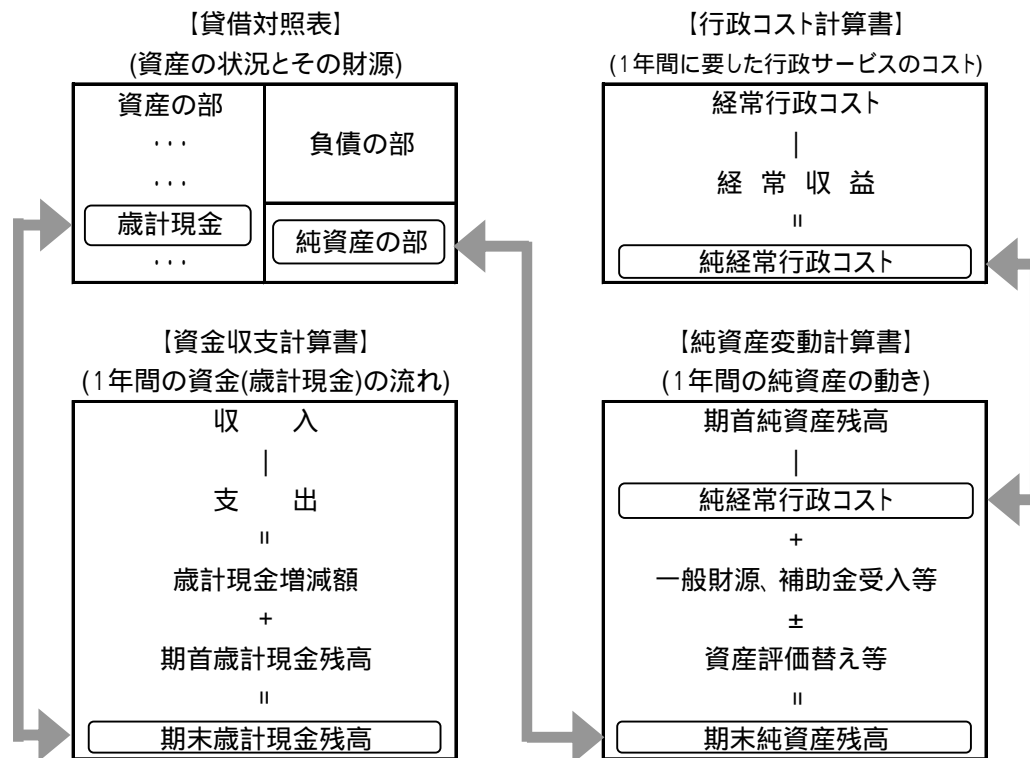 【貸借対照表】
(資産の状況とその財源)
資産の部
・・・
・・・
歳計現金
・・・
負債の部
純資産の部
【行政コスト計算書】
(1年間に要した行政サービスのコスト)
経常行政コスト
|
経 常 収 益
=
純経常行政コスト
【資金収支計算書】
(1年間の資金(歳計現金)の流れ)
収 入
|
支 出
=
歳計現金増減額
+
期首歳計現金残高
=
期末歳計現金残高
【純資産変動計算書】
(1年間の純資産の動き)
期首純資産残高
|
純経常行政コスト
+
一般財源、補助金受入等
±
資産評価替え等
=
期末純資産残高